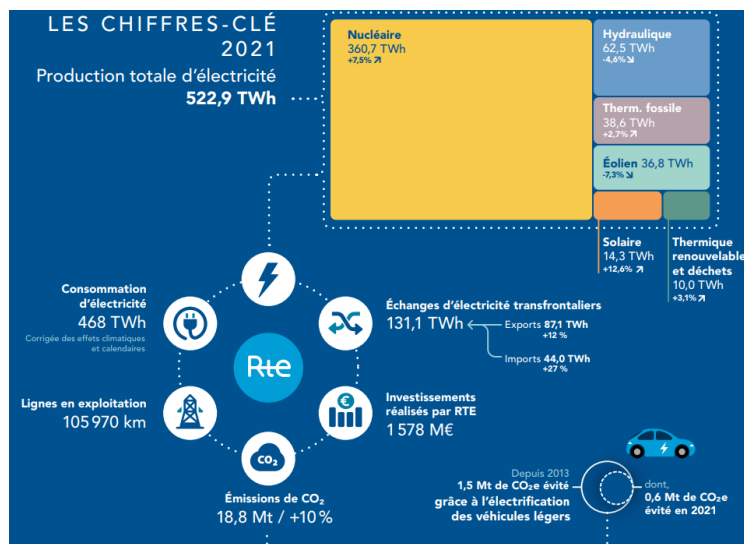 LES CHIFFRES-CLÉ
2021
Production totale d'électricité
522,9 TWh
Nucléaire
360,7 TWh
+7,5% ↗
Hydraulique
62,5 TWh
-4,6% ↘
Therm. fossile
38,6 TWh
+2,7% ↗
Éolien 36,8 TWh
-7,3% ↘
Solaire
14,3 TWh
+12,6% ↗
Thermique
renouvelable
et déchets
10,0 TWh
+3,1% ↗
Consommation
d'électricité
468 TWh
Corrigée des effets climatiques
et calendaires
Échanges d'électricité transfrontaliers
131,1 TWh
Exports 87,1 TWh
+12 %
Imports 44,0 TWh
+27 %
Rte
Lignes en exploitation
105 970 km
€
Investissements
réalisés par RTE
1 578 M€
CO₂
Émissions de CO₂
18,8 Mt / +10 %
Depuis 2013
1,5 Mt de CO₂e évité
grâce à l'électrification
des véhicules légers
dont,
0,6 Mt de CO₂e
évité en 2021